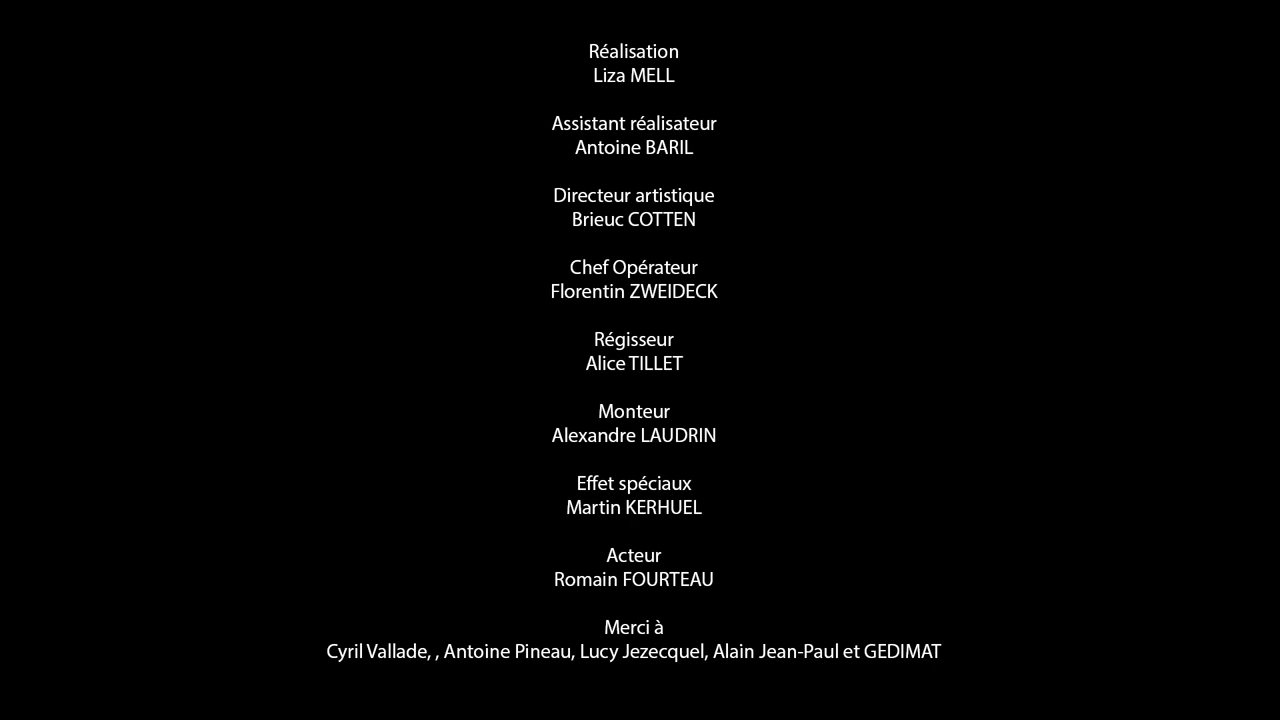 Réalisation
Liza MELL
Assistant réalisateur
Antoine BARIL
Directeur artistique
Brieuc COTTEN
Chef Opérateur
Florentin ZWEIDECK
Régisseur
Alice TILLET
Monteur
Alexandre LAUDRIN
Effet spéciaux
Martin KERHUEL
Acteur
Romain FOURTEAU
Merci à
Cyril Vallade, , Antoine Pineau, Lucy Jezecquel, Alain Jean-Paul et GEDIMAT